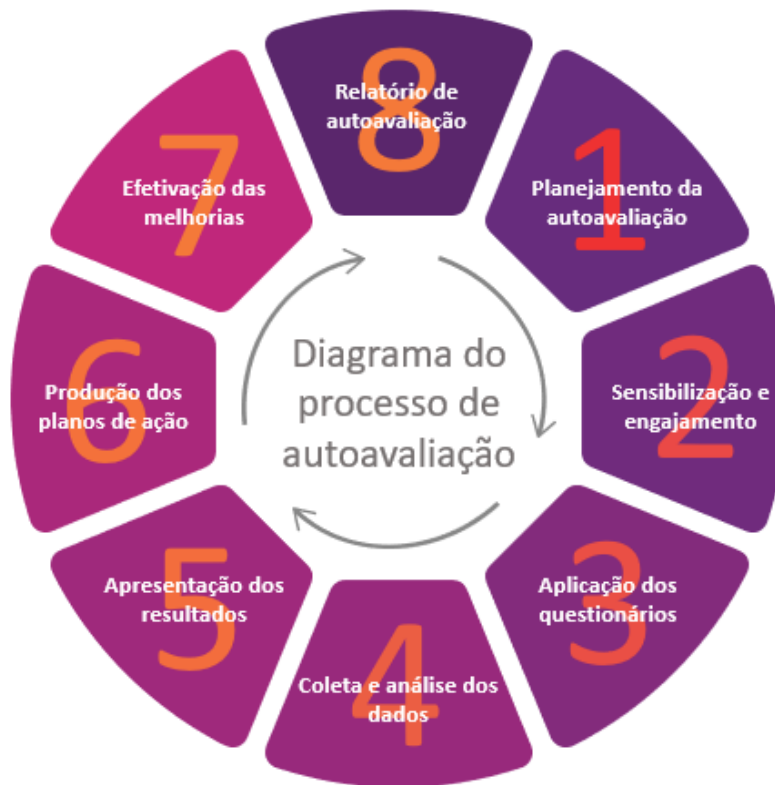 8
Relatório de
autoavaliação
1
Planejamento da
autoavaliação
2
Sensibilização e
engajamento
3
Aplicação dos
questionários
4
Coleta e análise dos
dados
5
Apresentação dos
resultados
6
Produção dos
planos de ação
7
Efetivação das
melhorias
Diagrama do
processo de
autoavaliação